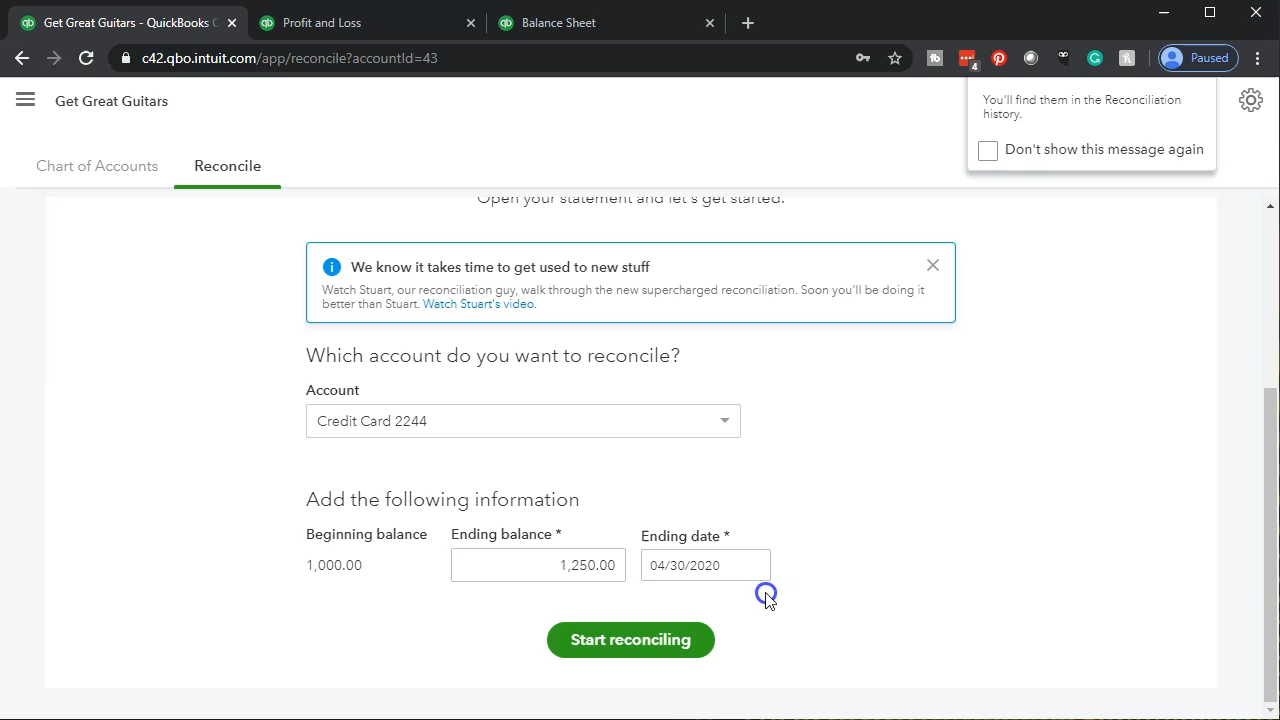 Get Great Guitars - QuickBooks
Profit and Loss
Balance Sheet
c42.qbo.intuit.com/app/reconcile?accountId=43
4
Paused
Get Great Guitars
You'll find them in the Reconciliation
history.
Don't show this message again
Chart of Accounts
Reconcile
Open your statement and let's get started.
We know it takes time to get used to new stuff
Watch Stuart, our reconciliation guy, walk through the new supercharged reconciliation. Soon you'll be doing it
better than Stuart. Watch Stuart's video.
Which account do you want to reconcile?
Account
Credit Card 2244
Add the following information
Beginning balance
Ending balance *
Ending date *
1,000.00
1,250.00
04/30/2020
Start reconciling